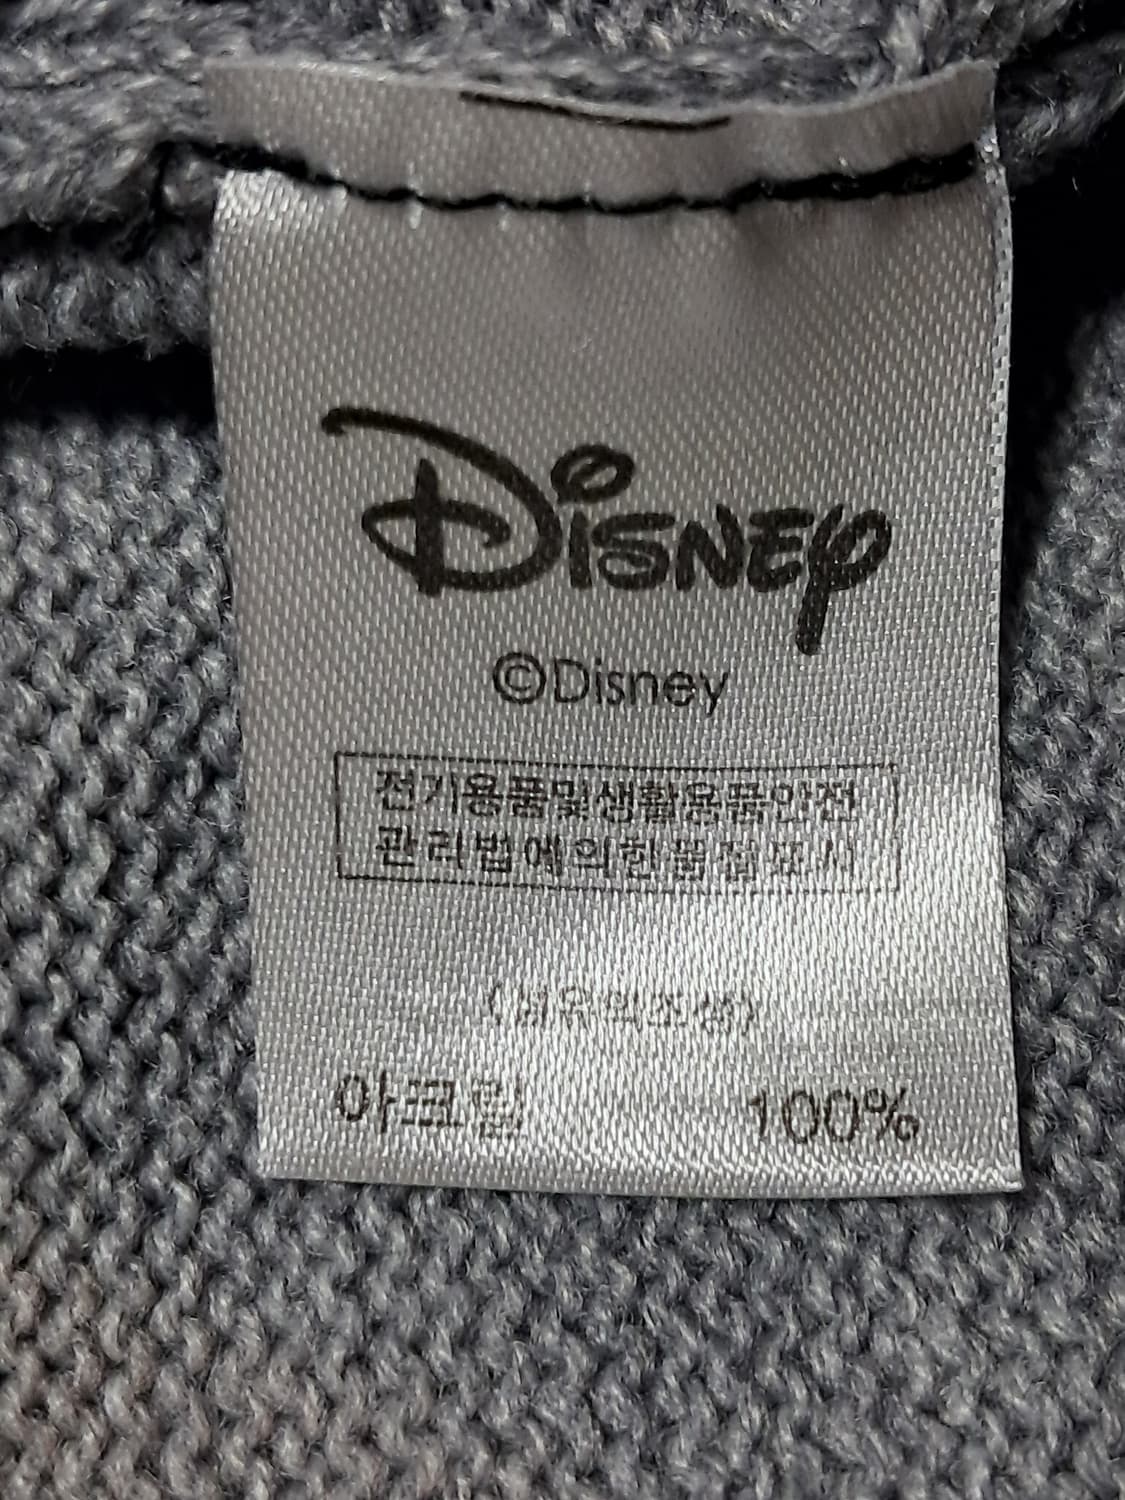 Disney
©Disney
전기용품및생활용품안전
관리법에의한품질표시
(섬유의조성)
아크릴 100%